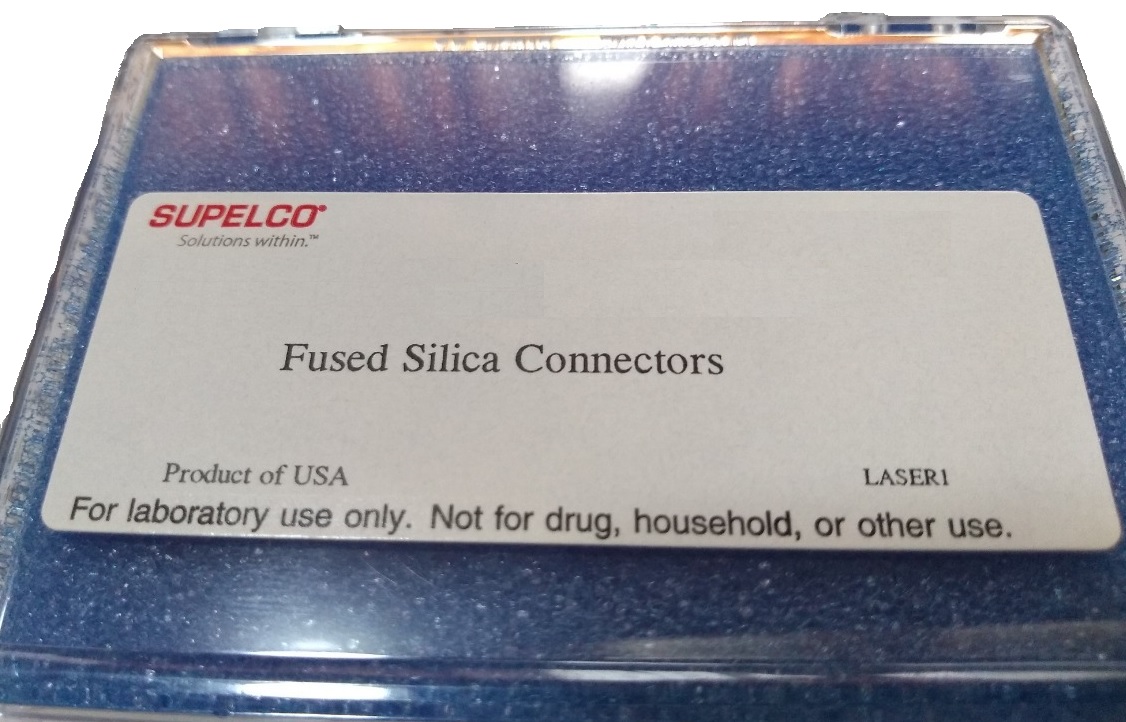 SUPELCO
Solutions within.™
Fused Silica Connectors
Product of USA
LASER1
For laboratory use only. Not for drug, household, or other use.